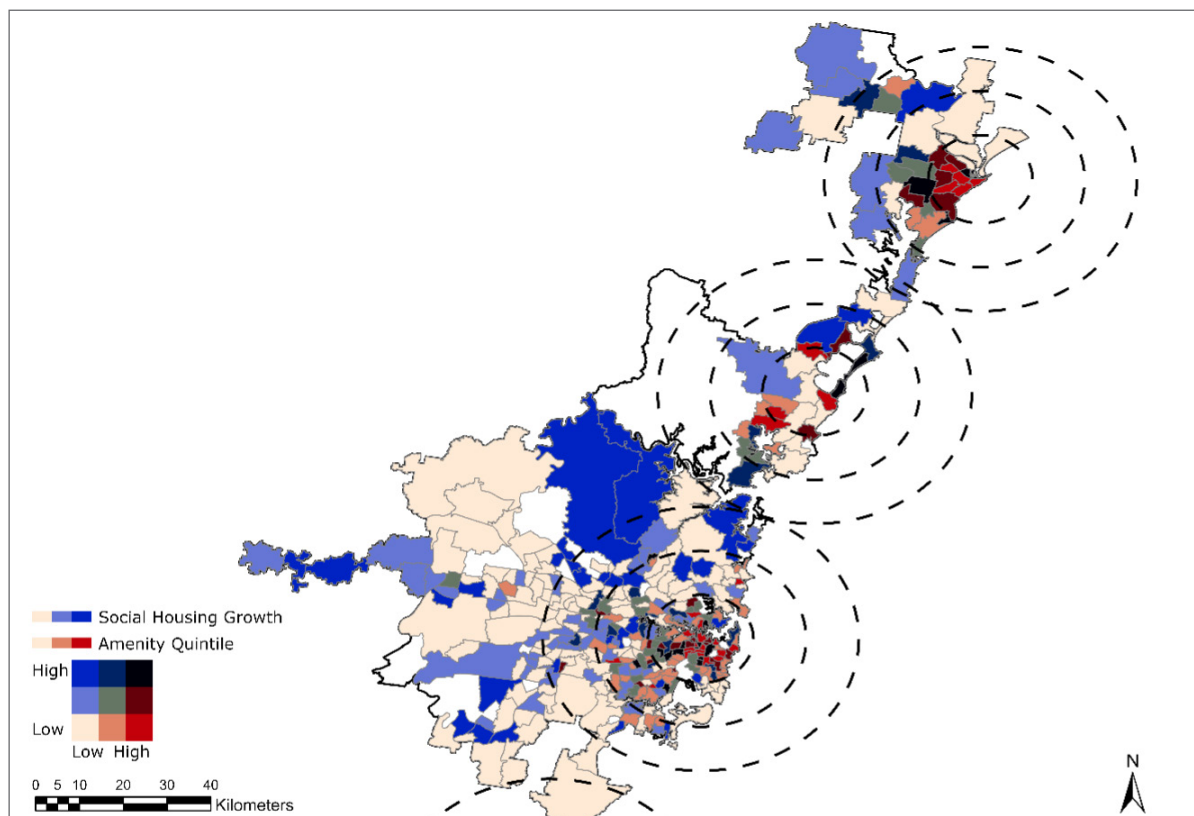 Social Housing Growth
Amenity Quintile
High
Low
Low High
0 5 10 20 30 40
Kilometers
N